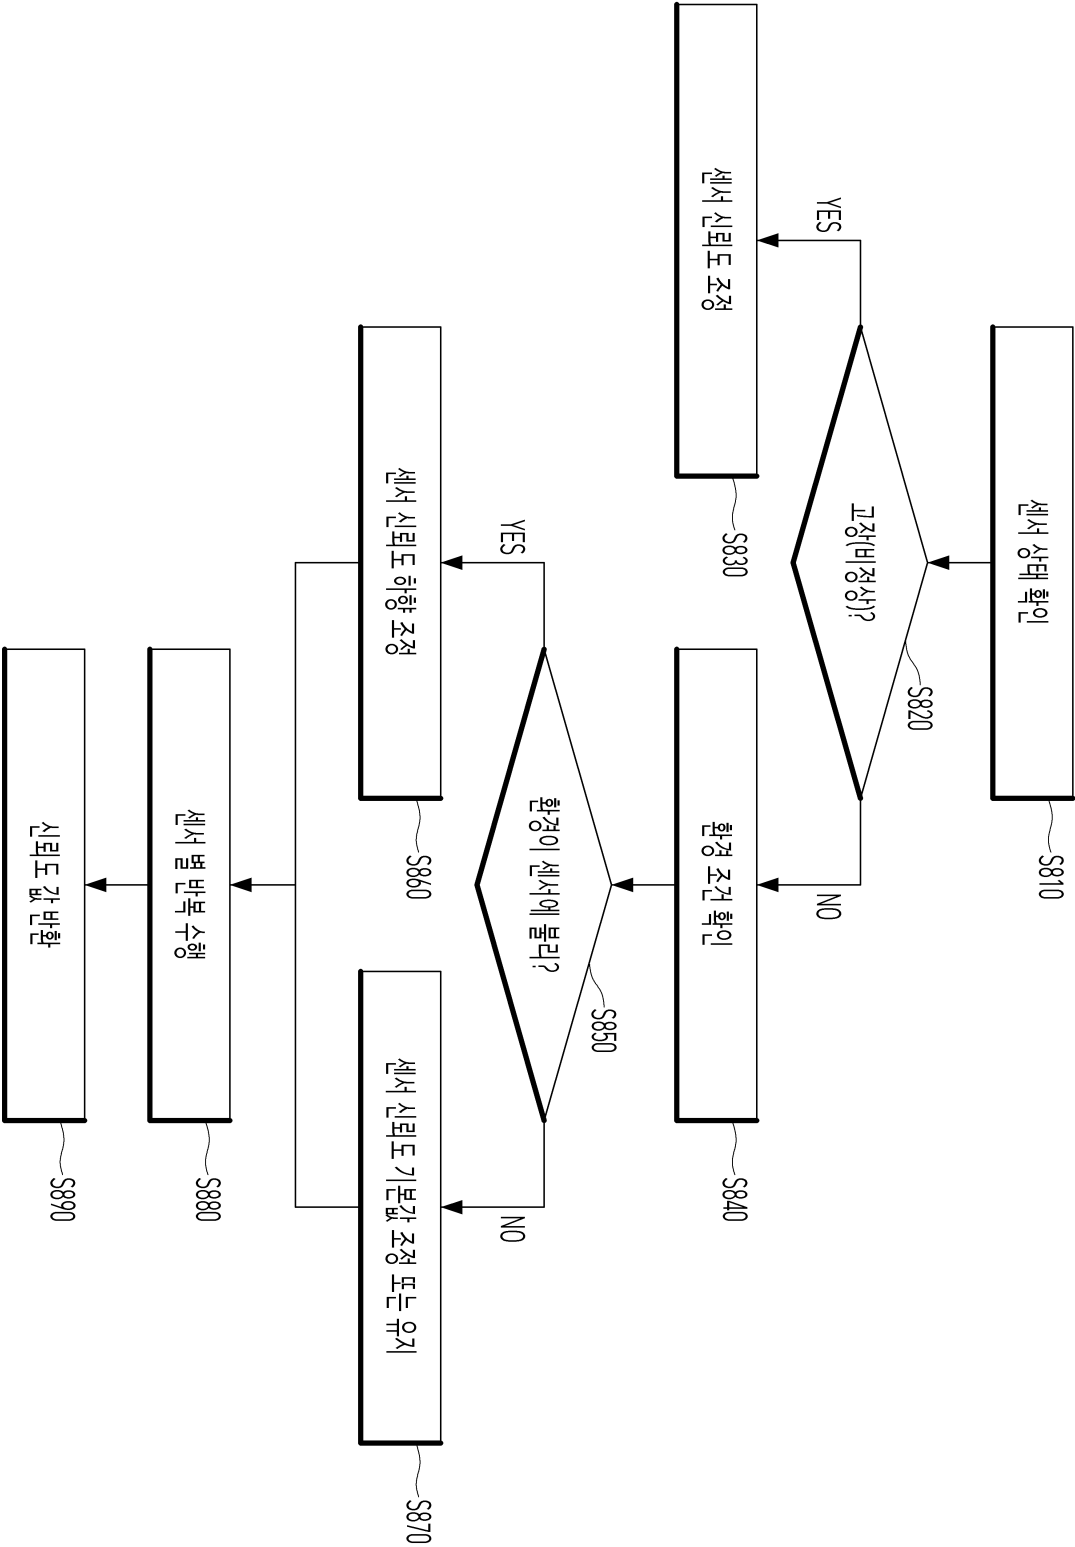 센서 상태 확인
S810
고장(비정상)?
S820
YES
NO
센서 신뢰도 조정
S830
환경 조건 확인
S840
환경이 센서에 불리?
S850
YES
NO
센서 신뢰도 하향 조정
S860
센서 신뢰도 기본값 조정 또는 유지
S870
센서 별 반복 수행
S880
신뢰도 값 반환
S890